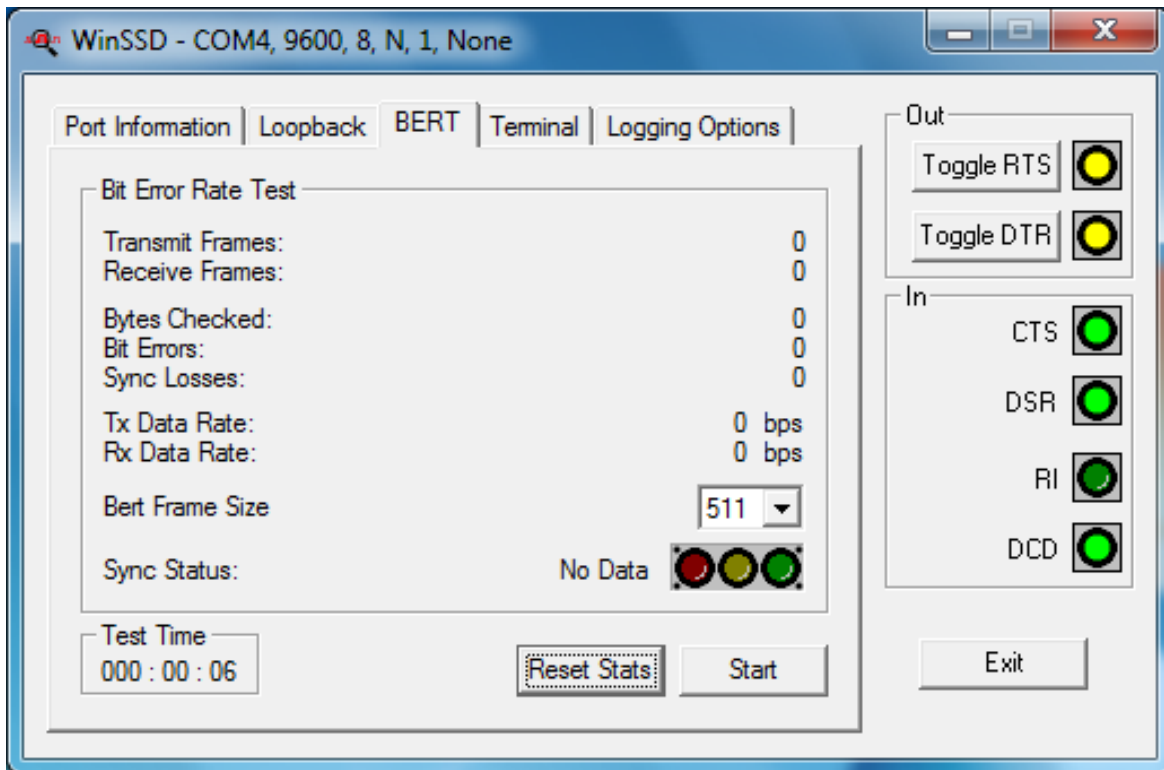 WinSSD - COM4, 9600, 8, N, 1, None
Port Information Loopback BERT Terminal Logging Options
Bit Error Rate Test
Transmit Frames: 0
Receive Frames: 0
Bytes Checked: 0
Bit Errors: 0
Sync Losses: 0
Tx Data Rate: 0 bps
Rx Data Rate: 0 bps
Bert Frame Size 511
Sync Status: No Data
Test Time
000 : 00 : 06
Reset Stats Start
Out
Toggle RTS
Toggle DTR
In
CTS
DSR
RI
DCD
Exit